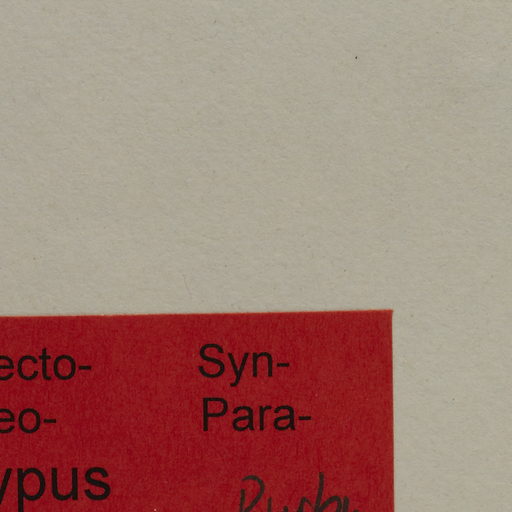 ecto- Syn-
eo- Para-
ypus